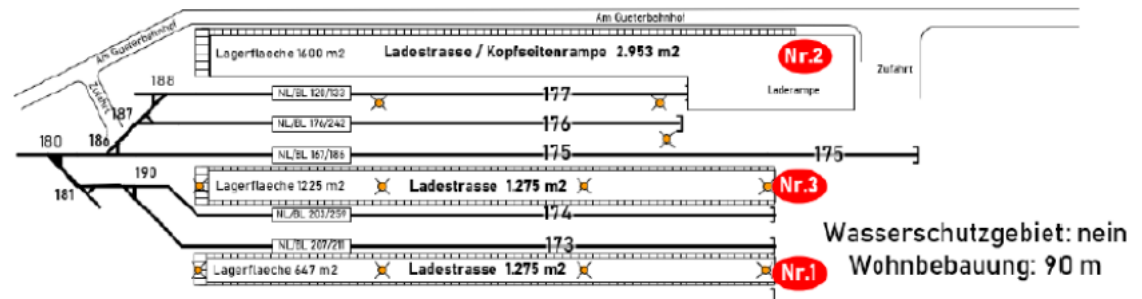 Am Gueterbahnhof
Am Gueterbahnhof
Lagerflaeche 1600 m2 Ladestrasse / Kopfseitenrampe 2.953 m2 Nr.2
Zufahrt
Zufahrt
188 NL/BL 120/133 177 Laderampe
187 NL/BL 176/242 176
180 186 NL/BL 167/186 175 175
181 190 Lagerflaeche 1225 m2 Ladestrasse 1.275 m2 Nr.3
NL/BL 203/259 174
NL/BL 207/211 173
Wasserschutzgebiet: nein
Lagerflaeche 647 m2 Ladestrasse 1.275 m2 Nr.1
Wohnbebauung: 90 m